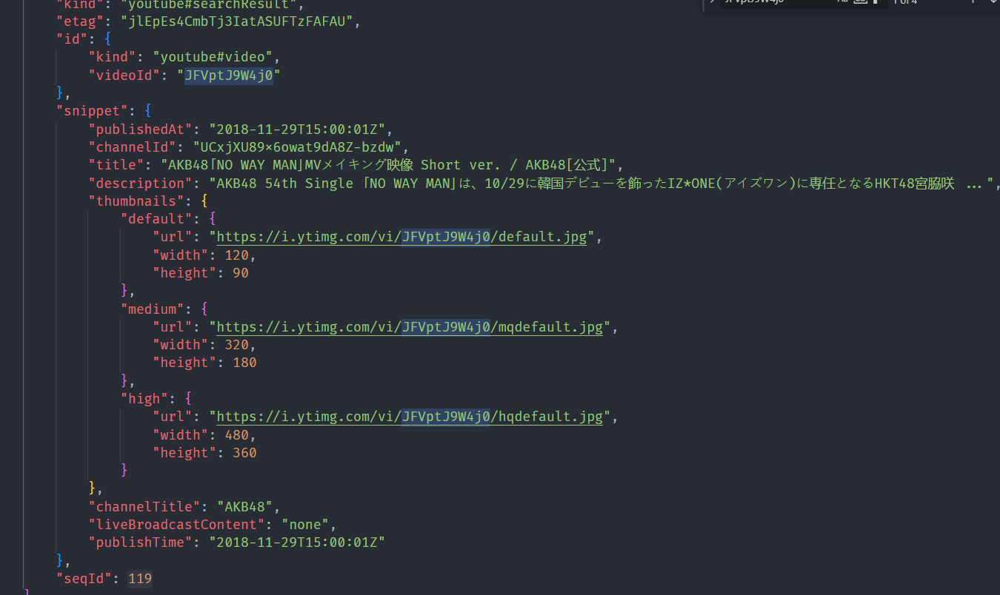 "kind": "youtube#searchResult",
"etag": "jlEpEs4CmbTj3IatASUFTzFAFAU",
"id": {
"kind": "youtube#video",
"videoId": "JFVptJ9W4j0"
},
"snippet": {
"publishedAt": "2018-11-29T15:00:01Z",
"channelId": "UCxjXU89x6owat9dA8Z-bzdw",
"title": "AKB48「NO WAY MAN」MVメイキング映像 Short ver. / AKB48[公式]",
"description": "AKB48 54th Single 「NO WAY MAN」は、10/29に韓国デビューを飾ったIZ*ONE(アイズワン)に専任となるHKT48宮脇咲 ...",
"thumbnails": {
"default": {
"url": "https://i.ytimg.com/vi/JFVptJ9W4j0/default.jpg",
"width": 120,
"height": 90
},
"medium": {
"url": "https://i.ytimg.com/vi/JFVptJ9W4j0/mqdefault.jpg",
"width": 320,
"height": 180
},
"high": {
"url": "https://i.ytimg.com/vi/JFVptJ9W4j0/hqdefault.jpg",
"width": 480,
"height": 360
}
},
"channelTitle": "AKB48",
"liveBroadcastContent": "none",
"publishTime": "2018-11-29T15:00:01Z"
},
"seqId": 119
}